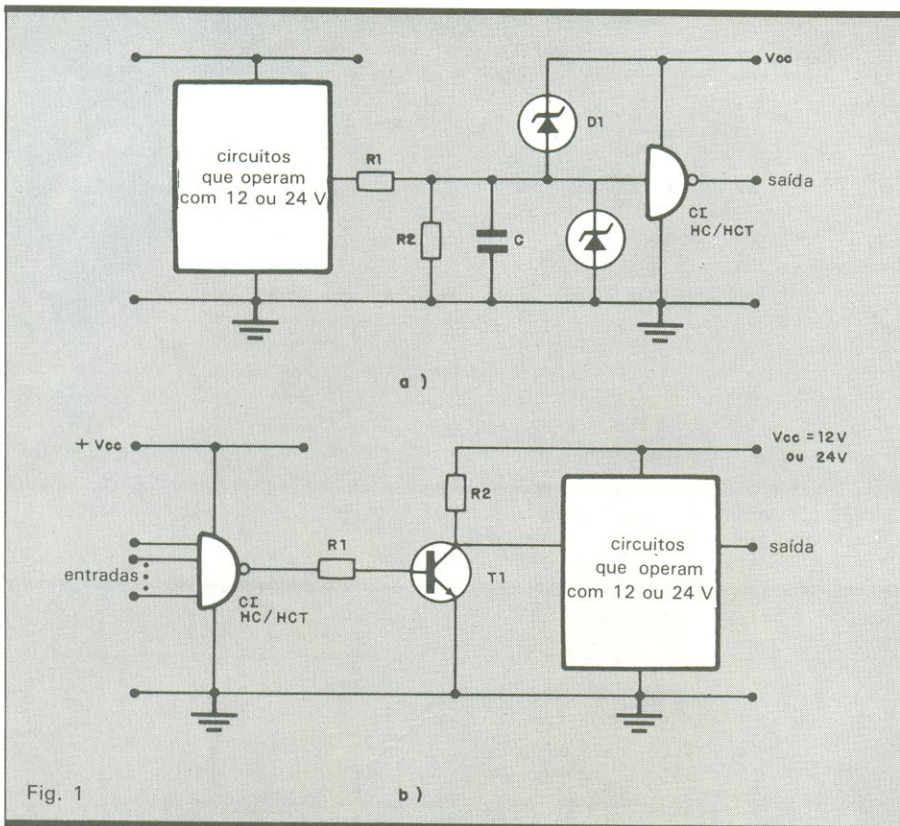 Vcc
D1
circuitos
que operam
com 12 ou 24 V
R1
saída
R2
C
CI
HC/HCT
a )
+ Vcc
Vcc = 12V
ou 24V
R2
R1
circuitos
que operam
com 12 ou 24 V
saída
entradas
T1
CI
HC/HCT
Fig. 1
b )